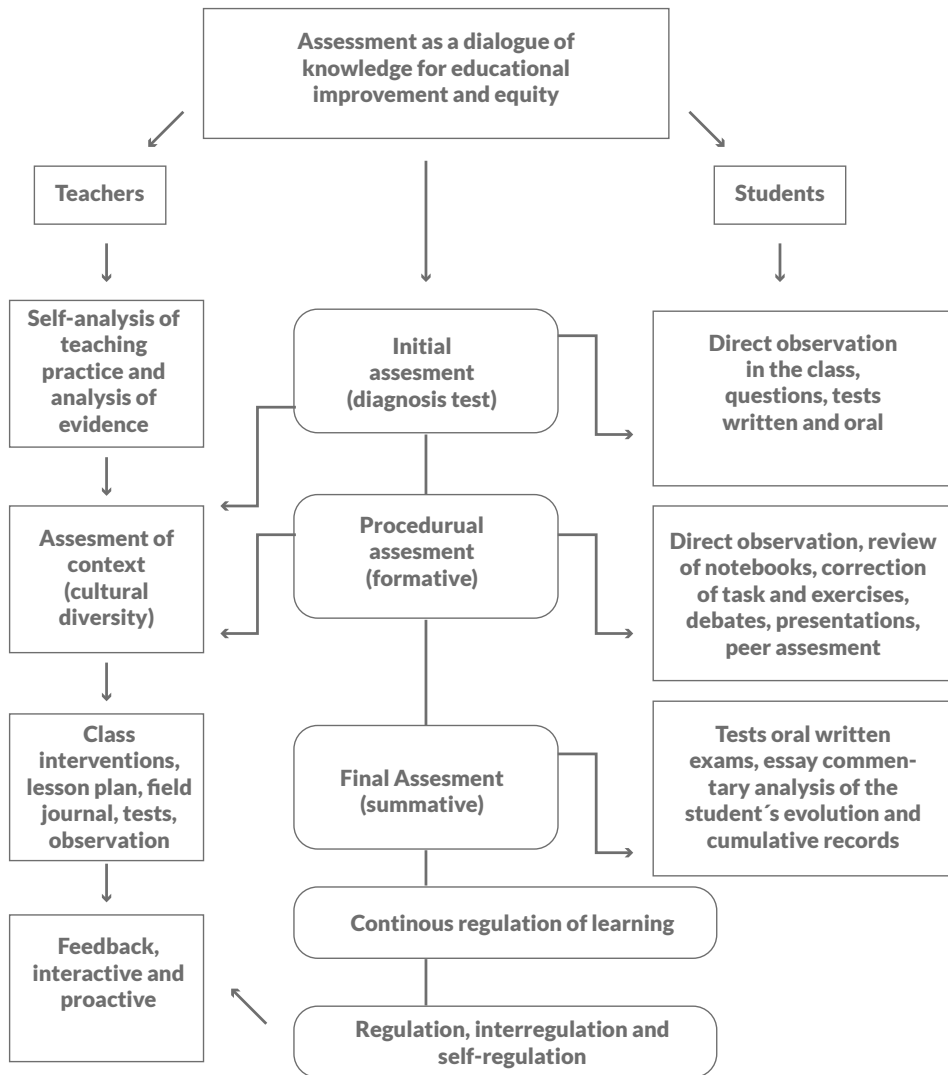 Assessment as a dialogue of
knowledge for educational
improvement and equity
Teachers
Students
Self-analysis of
teaching
practice and
analysis of
evidence
Initial
assesment
(diagnosis test)
Direct observation
in the class,
questions, tests
written and oral
Assesment of
context
(cultural
diversity)
Procedurual
assesment
(formative)
Direct observation, review
of notebooks, correction
of task and exercises,
debates, presentations,
peer assesment
Class
interventions,
lesson plan, field
journal, tests,
observation
Final Assesment
(summative)
Tests oral written
exams, essay commen-
tary analysis of the
student´s evolution and
cumulative records
Continous regulation of learning
Feedback,
interactive and
proactive
Regulation, interregulation and
self-regulation